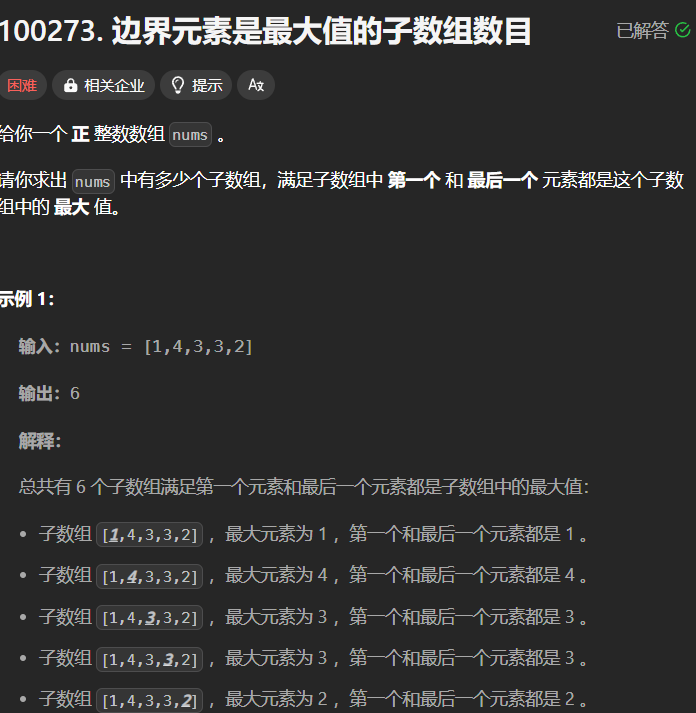 100273. 边界元素是最大值的子数组数目
已解答
困难 相关企业 提示
给你一个 正 整数数组 nums 。
请你求出 nums 中有多少个子数组，满足子数组中 第一个 和 最后一个 元素都是这个子数
组中的 最大 值。
示例 1：
输入：nums = [1,4,3,3,2]
输出：6
解释：
总共有 6 个子数组满足第一个元素和最后一个元素都是子数组中的最大值：
子数组 [1,4,3,3,2] ，最大元素为 1 ，第一个和最后一个元素都是 1 。
子数组 [1,4,3,3,2] ，最大元素为 4 ，第一个和最后一个元素都是 4 。
子数组 [1,4,3,3,2] ，最大元素为 3 ，第一个和最后一个元素都是 3 。
子数组 [1,4,3,3,2] ，最大元素为 3 ，第一个和最后一个元素都是 3 。
子数组 [1,4,3,3,2] ，最大元素为 2 ，第一个和最后一个元素都是 2 。